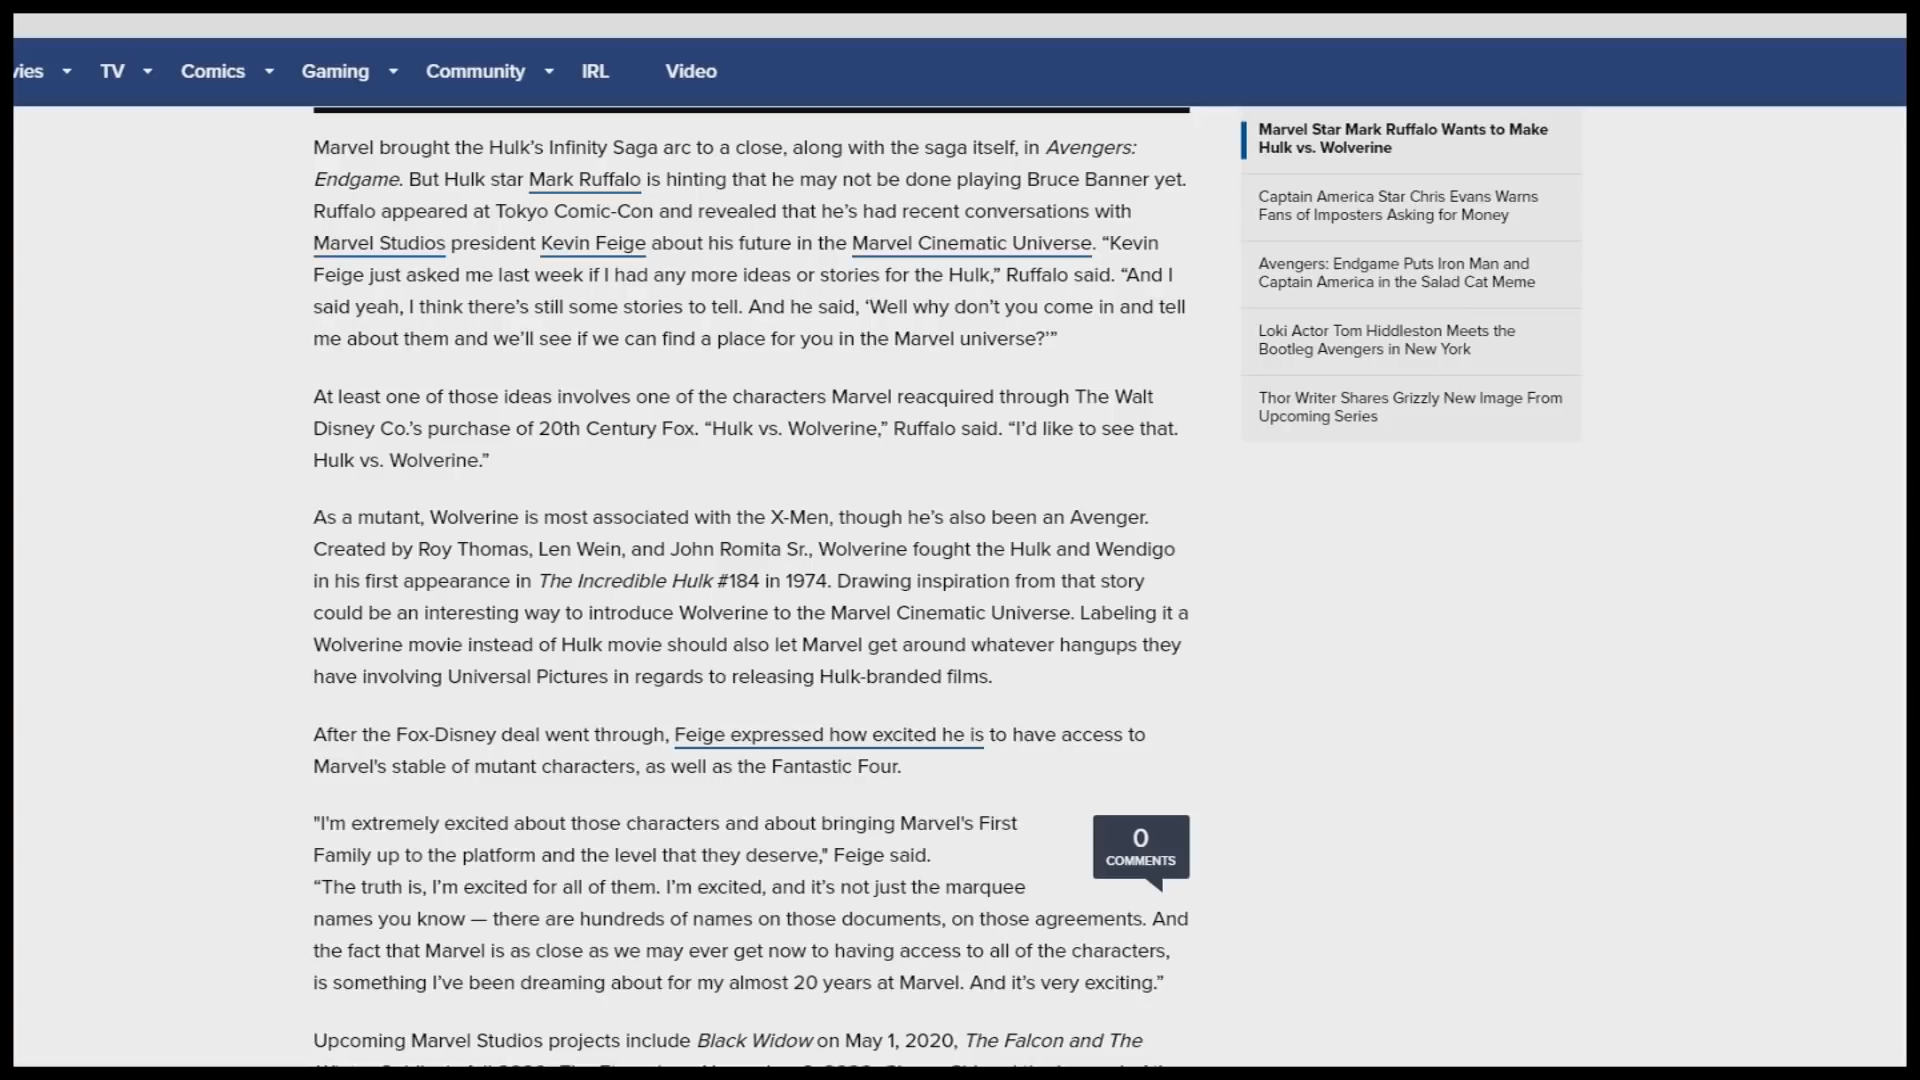 TV
Comics
Gaming
Community
IRL
Video
Marvel brought the Hulk’s Infinity Saga arc to a close, along with the saga itself, in Avengers:
Endgame. But Hulk star Mark Ruffalo is hinting that he may not be done playing Bruce Banner yet.
Ruffalo appeared at Tokyo Comic-Con and revealed that he’s had recent conversations with
Marvel Studios president Kevin Feige about his future in the Marvel Cinematic Universe. “Kevin
Feige just asked me last week if I had any more ideas or stories for the Hulk,” Ruffalo said. “And I
said yeah, I think there’s still some stories to tell. And he said, ‘Well why don’t you come in and tell
me about them and we’ll see if we can find a place for you in the Marvel universe?’”
At least one of those ideas involves one of the characters Marvel reacquired through The Walt
Disney Co.’s purchase of 20th Century Fox. “Hulk vs. Wolverine,” Ruffalo said. “I’d like to see that.
Hulk vs. Wolverine.”
As a mutant, Wolverine is most associated with the X-Men, though he’s also been an Avenger.
Created by Roy Thomas, Len Wein, and John Romita Sr., Wolverine fought the Hulk and Wendigo
in his first appearance in The Incredible Hulk #184 in 1974. Drawing inspiration from that story
could be an interesting way to introduce Wolverine to the Marvel Cinematic Universe. Labeling it a
Wolverine movie instead of Hulk movie should also let Marvel get around whatever hangups they
have involving Universal Pictures in regards to releasing Hulk-branded films.
After the Fox-Disney deal went through, Feige expressed how excited he is to have access to
Marvel's stable of mutant characters, as well as the Fantastic Four.
"I'm extremely excited about those characters and about bringing Marvel's First
Family up to the platform and the level that they deserve," Feige said.
“The truth is, I’m excited for all of them. I’m excited, and it’s not just the marquee
names you know — there are hundreds of names on those documents, on those agreements. And
the fact that Marvel is as close as we may ever get now to having access to all of the characters,
is something I’ve been dreaming about for my almost 20 years at Marvel. And it’s very exciting.”
Upcoming Marvel Studios projects include Black Widow on May 1, 2020, The Falcon and The
0
COMMENTS
Marvel Star Mark Ruffalo Wants to Make
Hulk vs. Wolverine
Captain America Star Chris Evans Warns
Fans of Imposters Asking for Money
Avengers: Endgame Puts Iron Man and
Captain America in the Salad Cat Meme
Loki Actor Tom Hiddleston Meets the
Bootleg Avengers in New York
Thor Writer Shares Grizzly New Image From
Upcoming Series